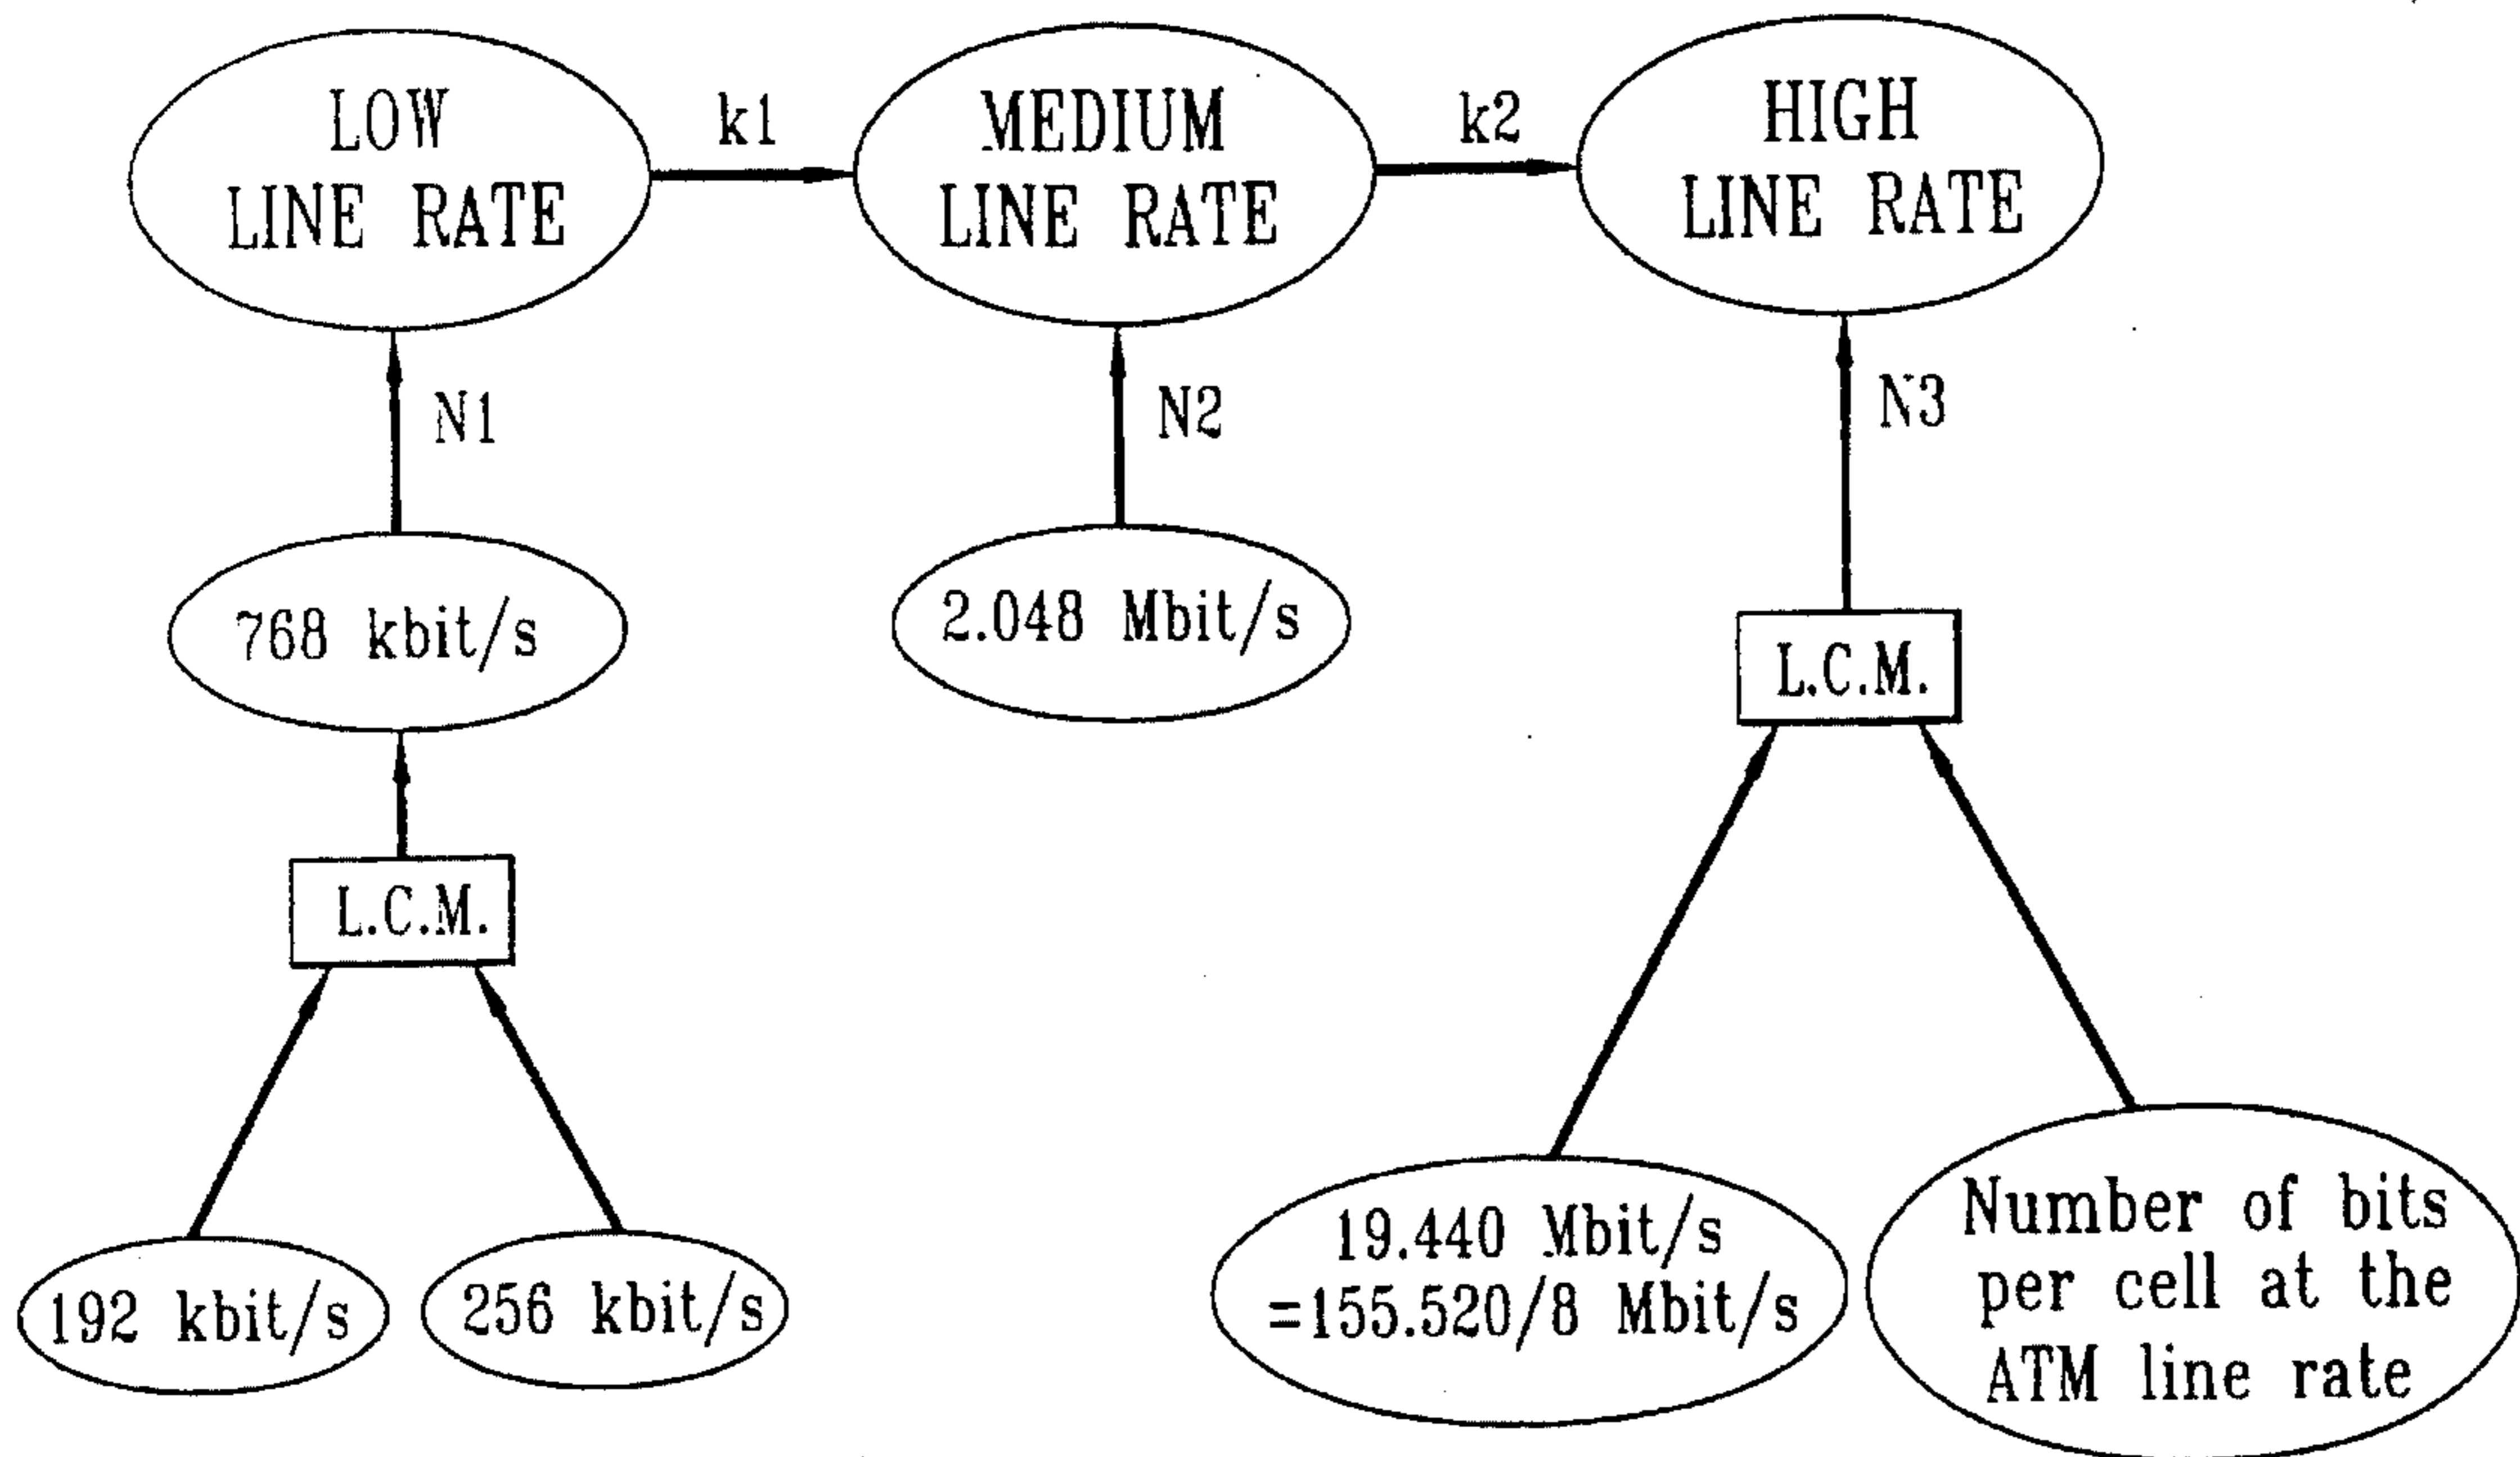 LOW
LINE RATE
k1
MEDIUM
LINE RATE
k2
HIGH
LINE RATE
N1
N2
N3
768 kbit/s
2.048 Mbit/s
L.C.M.
L.C.M.
192 kbit/s
256 kbit/s
19.440 Mbit/s
=155.520/8 Mbit/s
Number of bits
per cell at the
ATM line rate